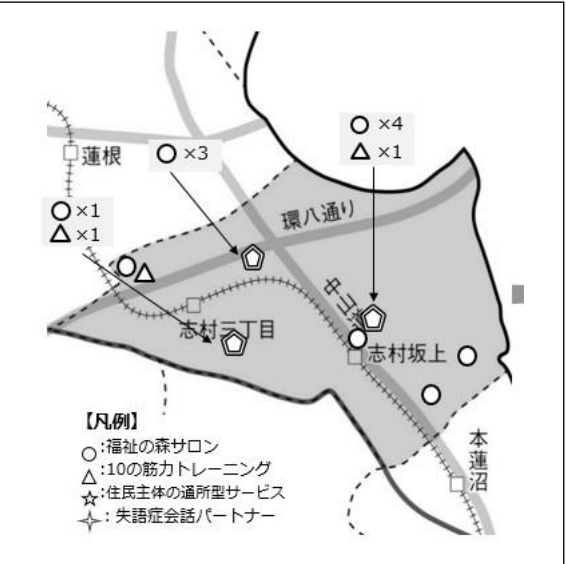 ○×4
△×1
蓮根
○×3
環八通り
○×1
△×1
中山道
志村三丁目
志村坂上
本蓮沼
【凡例】
○:福祉の森サロン
△:10の筋力トレーニング
☆:住民主体の通所型サービス
✧:失語症会話パートナー